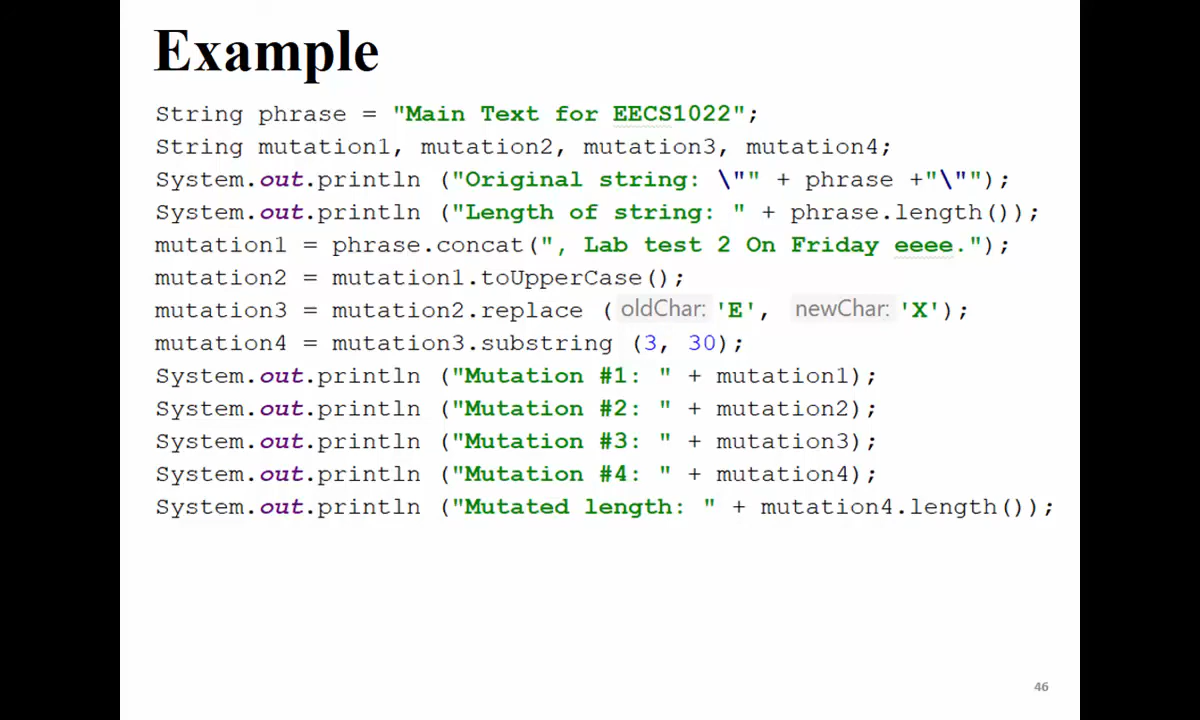 Example
String phrase = "Main Text for EECS1022";
String mutation1, mutation2, mutation3, mutation4;
System.out.println ("Original string: \"" + phrase +"\"");
System.out.println ("Length of string: " + phrase.length());
mutation1 = phrase.concat(", Lab test 2 On Friday eeee.");
mutation2 = mutation1.toUpperCase();
mutation3 = mutation2.replace ( oldChar: 'E', newChar: 'X');
mutation4 = mutation3.substring (3, 30);
System.out.println ("Mutation #1: " + mutation1);
System.out.println ("Mutation #2: " + mutation2);
System.out.println ("Mutation #3: " + mutation3);
System.out.println ("Mutation #4: " + mutation4);
System.out.println ("Mutated length: " + mutation4.length());
46